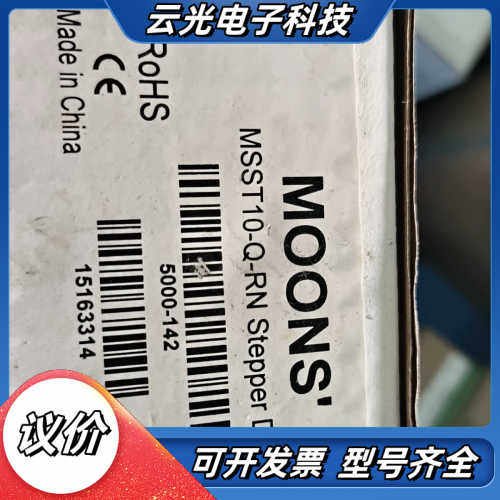 云光电子科技
MOONS'
MSST10-Q-RN Stepper D
5000-142
15163314
RoHS
CE
Made in China
议价
可开发票 型号齐全